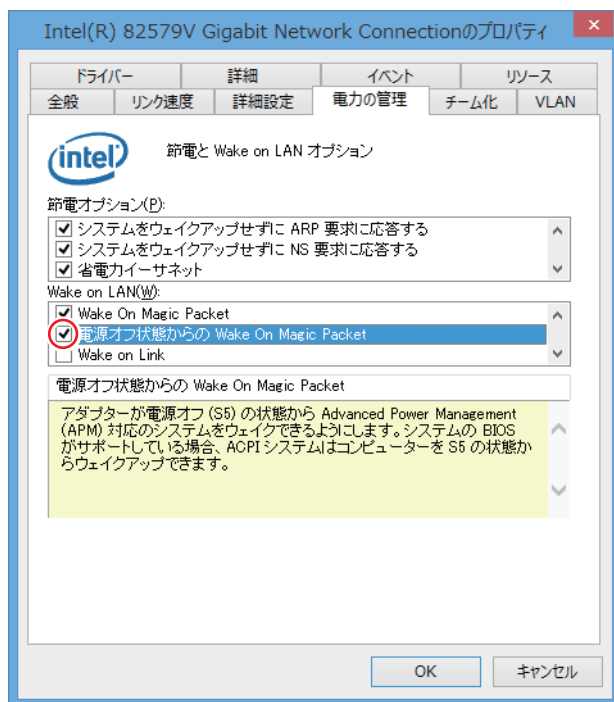 Intel(R) 82579V Gigabit Network Connectionのプロパティ
ドライバー 詳細 イベント リソース
全般 リンク速度 詳細設定 電力の管理 チーム化 VLAN
intel 節電と Wake on LAN オプション
節電オプション(P):
システムをウェイクアップせずに ARP 要求に応答する
システムをウェイクアップせずに NS 要求に応答する
省電力イーサネット
Wake on LAN(W):
Wake On Magic Packet
電源オフ状態からの Wake On Magic Packet
Wake on Link
電源オフ状態からの Wake On Magic Packet
アダプターが電源オフ (S5) の状態から Advanced Power Management
(APM) 対応のシステムをウェイクできるようにします。システムの BIOS
がサポートしている場合、ACPI システムはコンピューターを S5 の状態か
らウェイクアップできます。
OK キャンセル